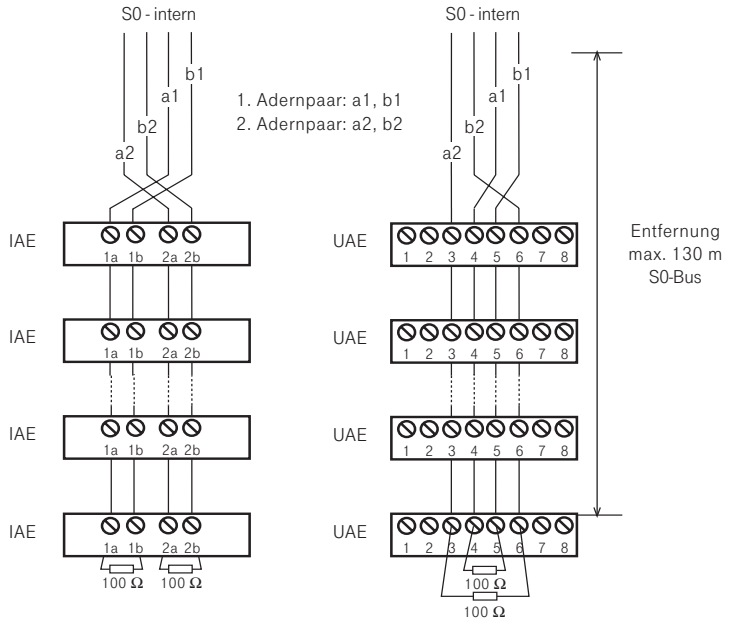 S0 - intern
S0 - intern
b1
a1
b2
a2
1. Adernpaar: a1, b1
2. Adernpaar: a2, b2
b1
a1
b2
a2
Entfernung
max. 130 m
S0-Bus
IAE
1a 1b 2a 2b
UAE
1 2 3 4 5 6 7 8
IAE
1a 1b 2a 2b
UAE
1 2 3 4 5 6 7 8
IAE
1a 1b 2a 2b
UAE
1 2 3 4 5 6 7 8
IAE
1a 1b 2a 2b
100 Ω 100 Ω
UAE
1 2 3 4 5 6 7 8
100 Ω
100 Ω